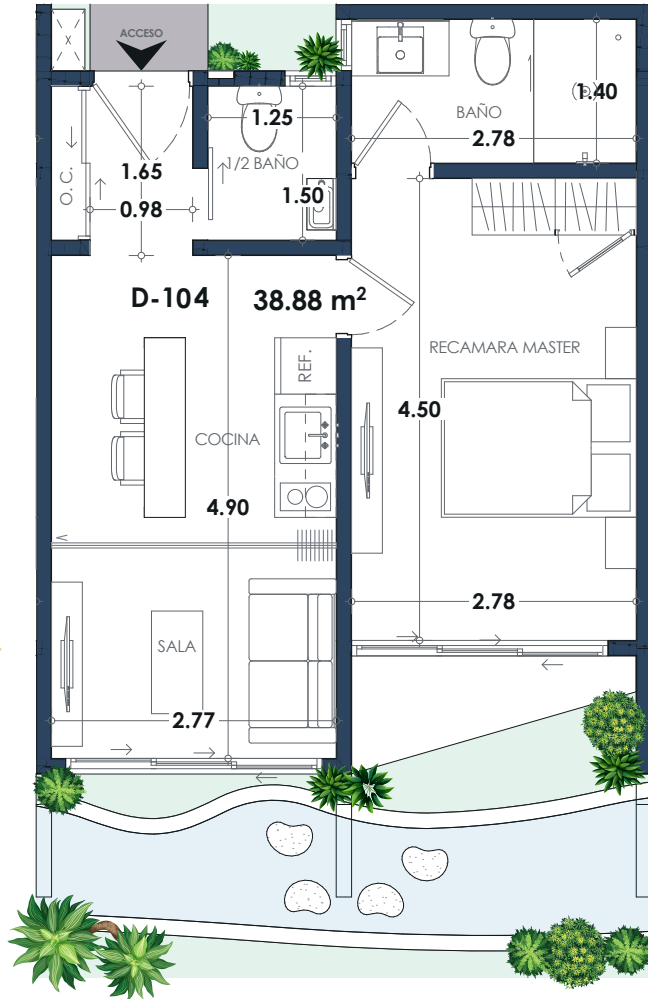 ACCESO
1.40
BAÑO
2.78
1.25
1/2 BAÑO
1.65
O.C.
1.50
0.98
D-104
38.88 m²
RECAMARA MASTER
REF.
4.50
COCINA
4.90
2.78
SALA
2.77